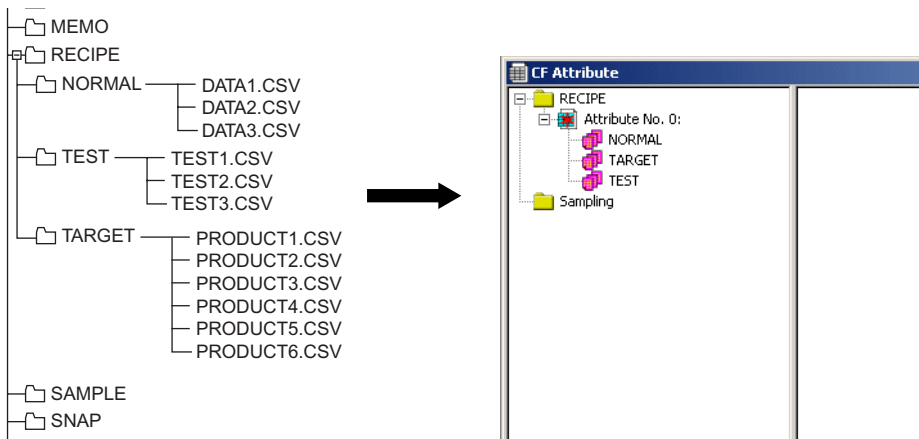 MEMO
RECIPE
NORMAL
DATA1.CSV
DATA2.CSV
DATA3.CSV
TEST
TEST1.CSV
TEST2.CSV
TEST3.CSV
TARGET
PRODUCT1.CSV
PRODUCT2.CSV
PRODUCT3.CSV
PRODUCT4.CSV
PRODUCT5.CSV
PRODUCT6.CSV
SAMPLE
SNAP
CF Attribute
RECIPE
Attribute No. 0:
NORMAL
TARGET
TEST
Sampling